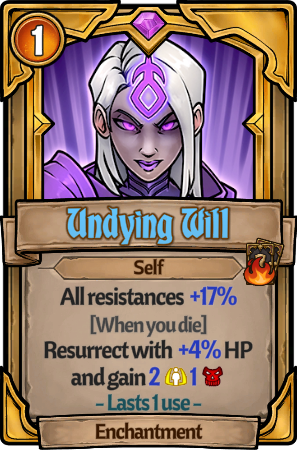 1
Undying Will
Self
All resistances +17%
[When you die]
Resurrect with +4% HP
and gain 2 1
- Lasts 1 use -
Enchantment